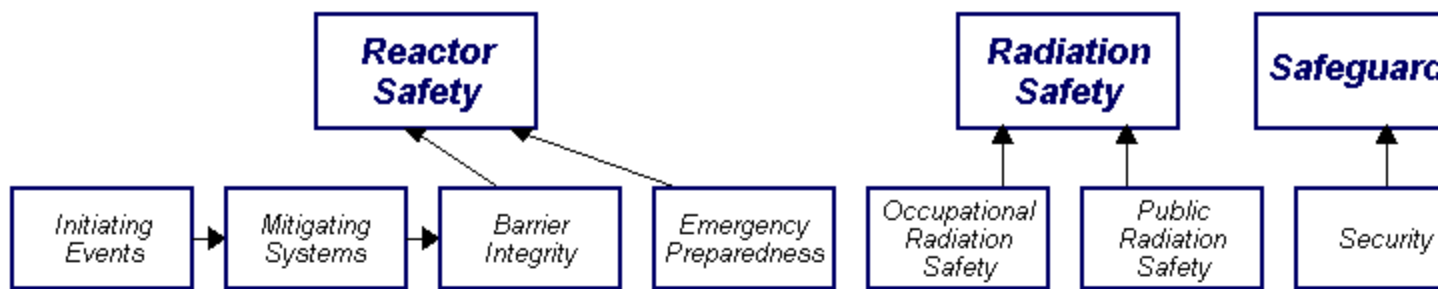 Reactor
Safety
Radiation
Safety
Safeguard
Initiating
Events
Mitigating
Systems
Barrier
Integrity
Emergency
Preparedness
Occupational
Radiation
Safety
Public
Radiation
Safety
Security